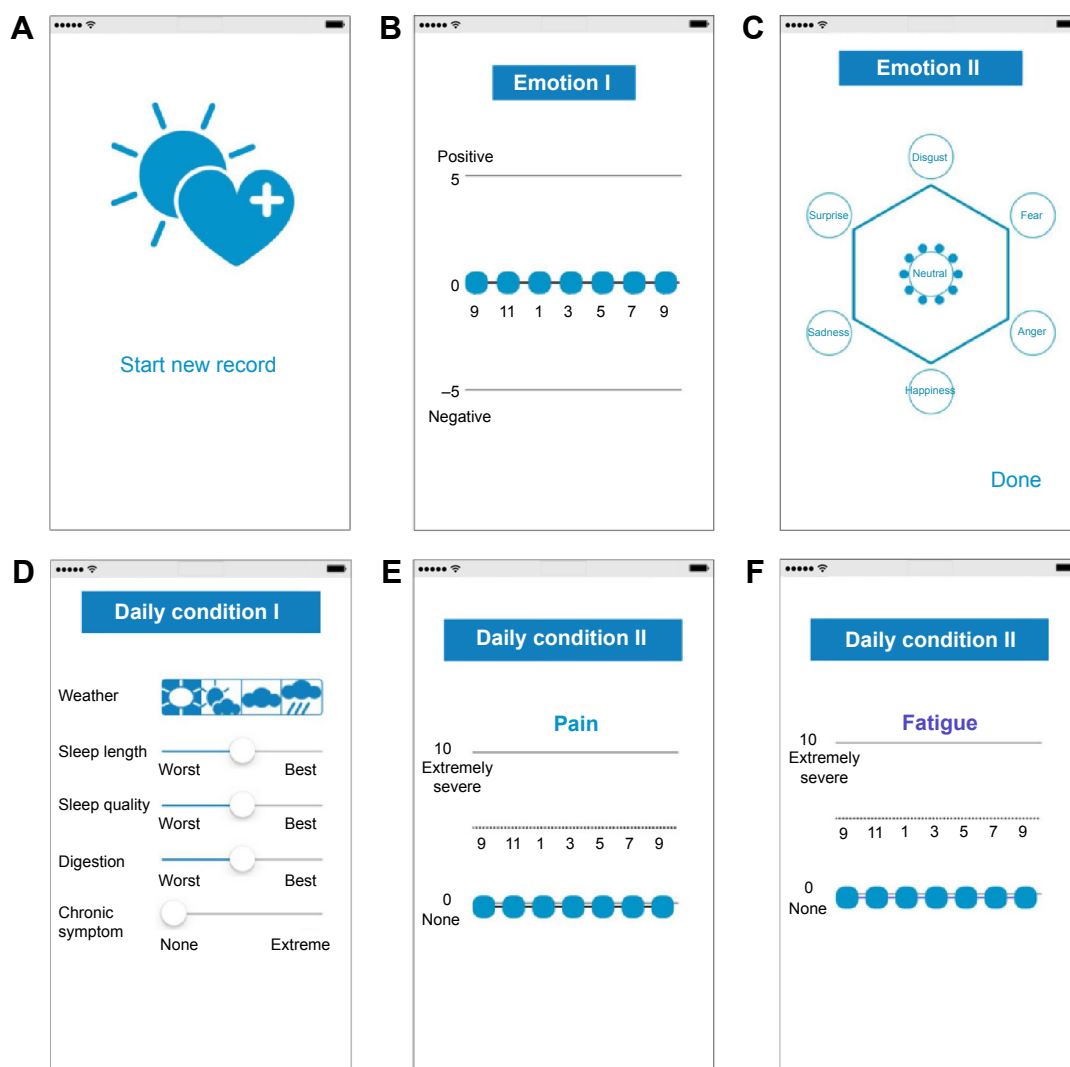 A
Start new record
B
Emotion I
Positive
5
0
9 11 1 3 5 7 9
–5
Negative
C
Emotion II
Disgust
Surprise
Fear
Neutral
Sadness
Anger
Happiness
Done
D
Daily condition I
Weather
Sleep length
Worst Best
Sleep quality
Worst Best
Digestion
Worst Best
Chronic
symptom
None Extreme
E
Daily condition II
Pain
10
Extremely
severe
9 11 1 3 5 7 9
0
None
F
Daily condition II
Fatigue
10
Extremely
severe
9 11 1 3 5 7 9
0
None